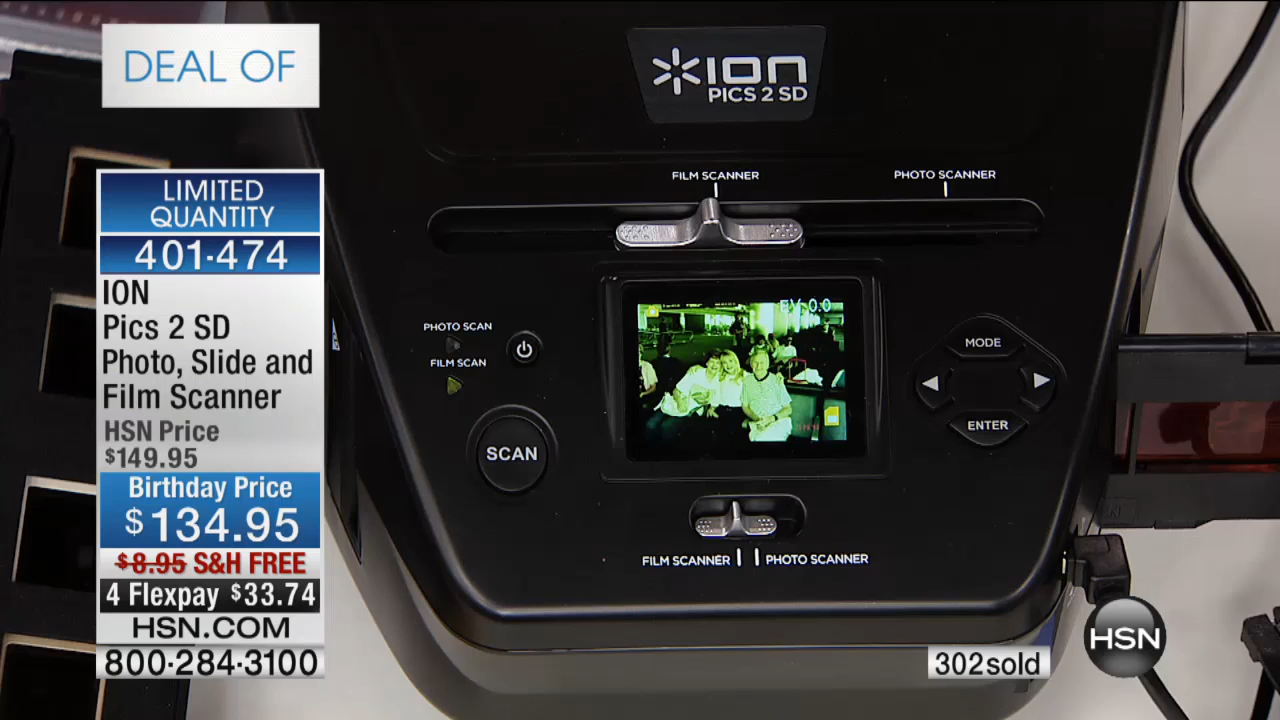 DEAL OF
LIMITED
QUANTITY
401-474
ION
Pics 2 SD
Photo, Slide and
Film Scanner
HSN Price
$149.95
Birthday Price
$134.95
$8.95 S&H FREE
4 Flexpay $33.74
HSN.COM
800-284-3100
ION
PICS 2 SD
FILM SCANNER
PHOTO SCANNER
PHOTO SCAN
FILM SCAN
SCAN
EV 0.0
MODE
ENTER
FILM SCANNER
PHOTO SCANNER
302sold
HSN